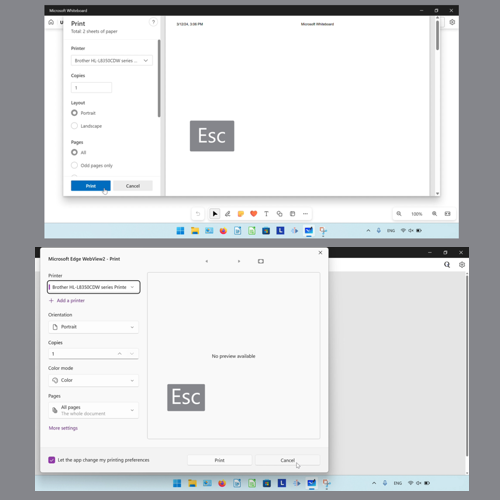 Microsoft Whiteboard
Print
?
Total: 2 sheets of paper
Printer
Brother HL-L8350CDW series ...
Copies
1
Layout
Portrait
Landscape
Pages
All
Odd pages only
Print
Cancel
3/13/24, 3:08 PM
Microsoft Whiteboard
Esc
100%
ENG
Microsoft Edge WebView2 - Print
Printer
Brother HL-L8350CDW series Printe
Add a printer
Orientation
Portrait
Copies
1
Color mode
Color
Pages
All pages
The whole document
More settings
No preview available
Esc
Let the app change my printing preferences
Print
Cancel
ENG